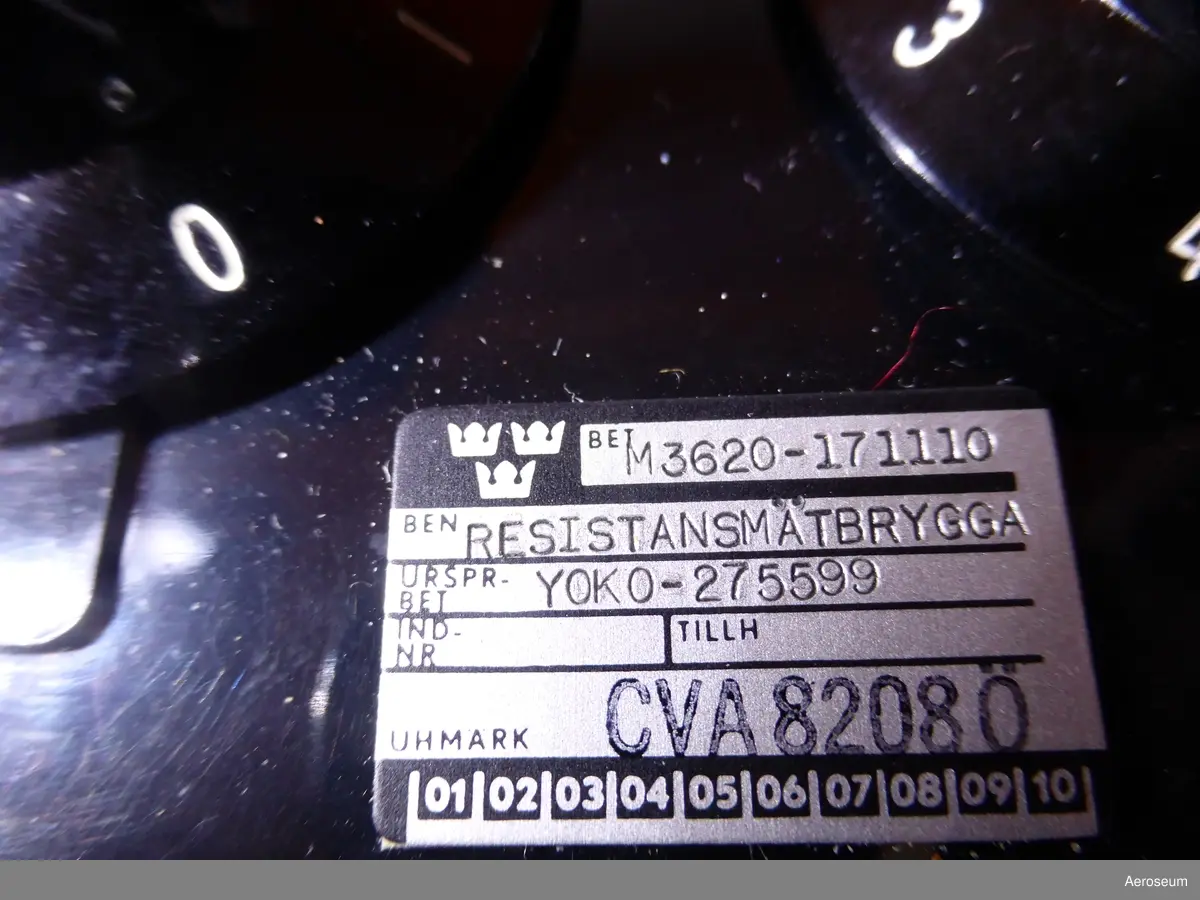 3
0
BET M3620-171110
BEN RESISTANSMÄTBRYGGA
URSPR-BET YOKO-275599
IND-NR TILLH
UHMARK CVA 8208 Ö
01 02 03 04 05 06 07 08 09 10
Aeroseum